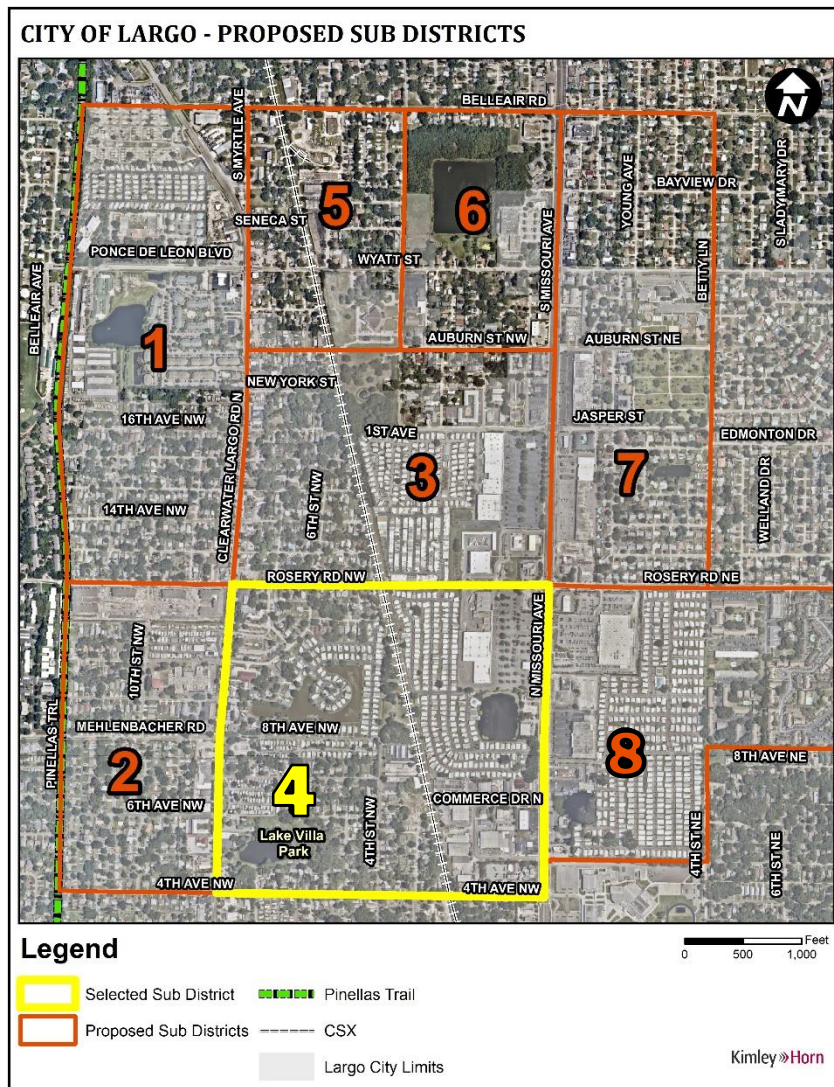 CITY OF LARGO - PROPOSED SUB DISTRICTS
N
BELLEAIR RD
S MYRTLE AVE
YOUNG AVE
BAYVIEW DR
S LADY MARY DR
5
6
SENECA ST
PONCE DE LEON BLVD
WYATT ST
S MISSOURI AVE
BETTY LN
BELLEAIR AVE
1
AUBURN ST NW
AUBURN ST NE
NEW YORK ST
16TH AVE NW
JASPER ST
1ST AVE
EDMONTON DR
CLEARWATER LARGO RD N
6TH ST NW
3
7
WELLAND DR
14TH AVE NW
ROSERY RD NW
ROSERY RD NE
N MISSOURI AVE
10TH ST NW
MEHLENBACHER RD
8TH AVE NW
PINELLAS TRL
2
8
8TH AVE NE
4
6TH AVE NW
COMMERCE DR N
Lake Villa
Park
4TH ST NW
4TH ST NE
6TH ST NE
4TH AVE NW
4TH AVE NW
Legend
Feet
0 500 1,000
Selected Sub District
Pinellas Trail
Proposed Sub Districts
CSX
Largo City Limits
Kimley»Horn